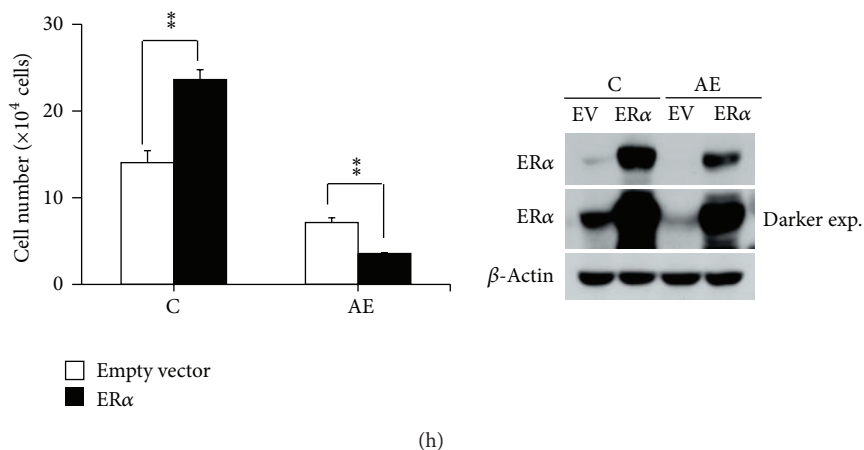 30
20
10
0
Cell number (×10⁴ cells)
**
**
C
AE
Empty vector
ERα
C AE
EV ERα EV ERα
ERα
ERα
Darker exp.
β-Actin
(h)